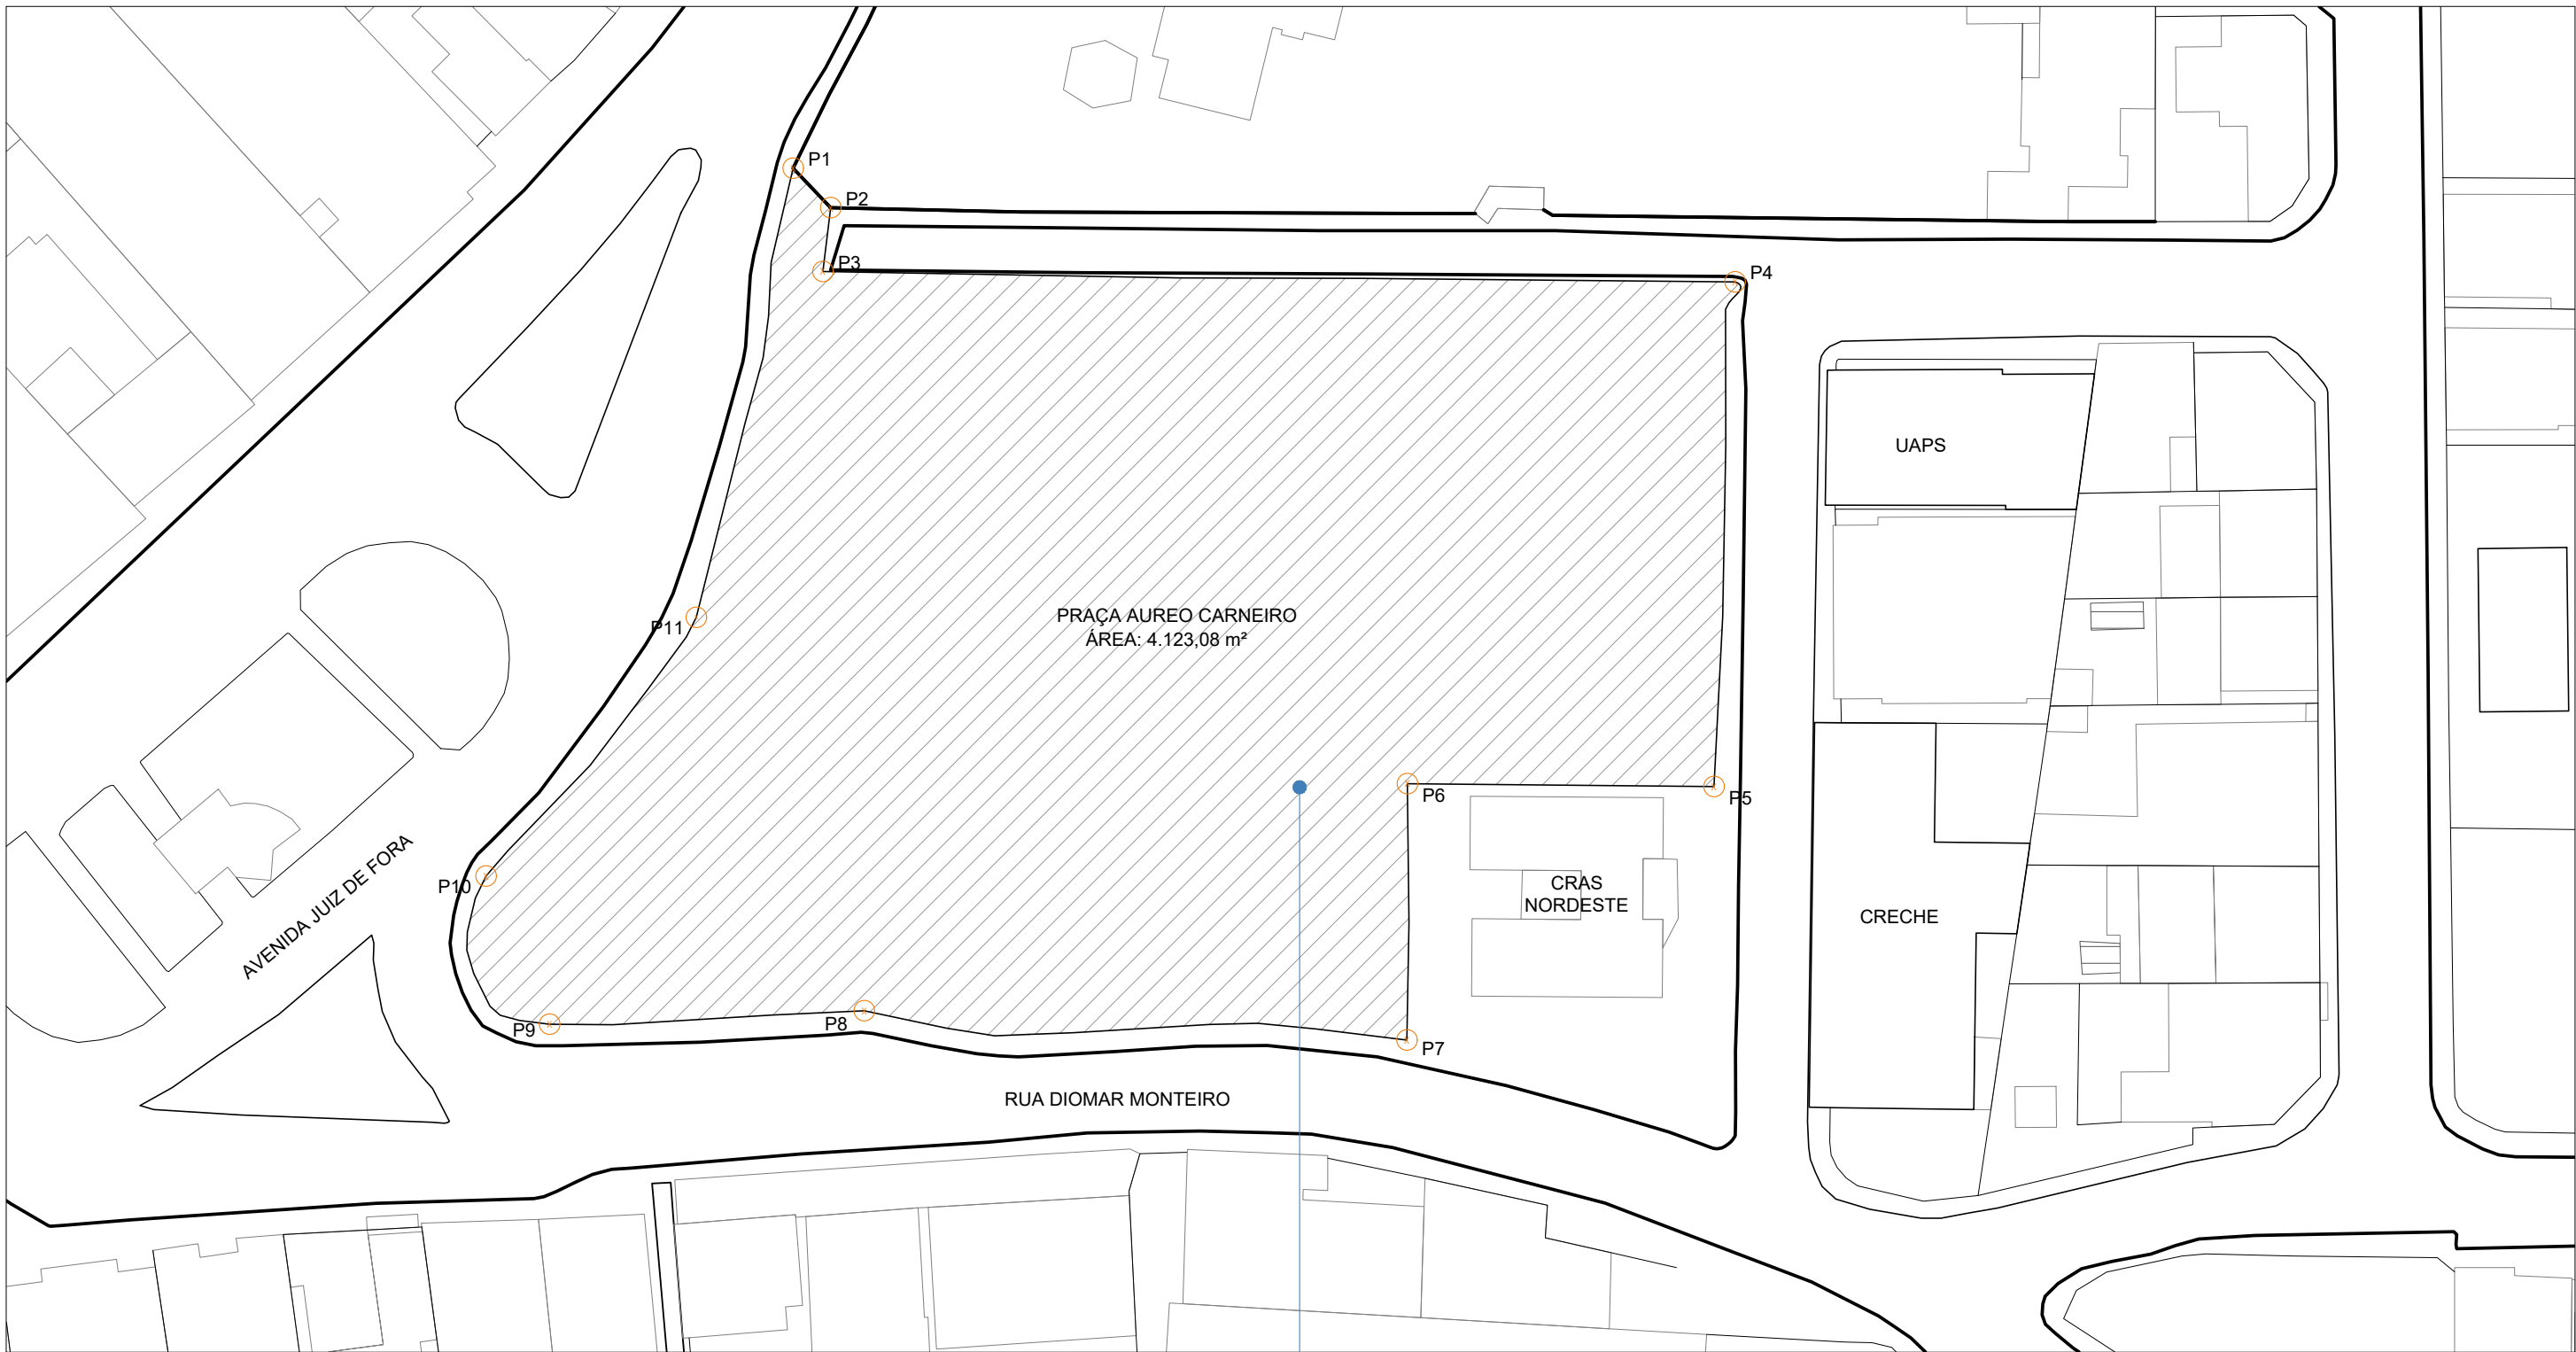 P1
P2
P3
P4
UAPS
PRAÇA AUREO CARNEIRO
ÁREA: 4.123,08 m²
P11
P6
P5
AVENIDA JUIZ DE FORA
P10
CRAS
NORDESTE
CRECHE
P9
P8
P7
RUA DIOMAR MONTEIRO